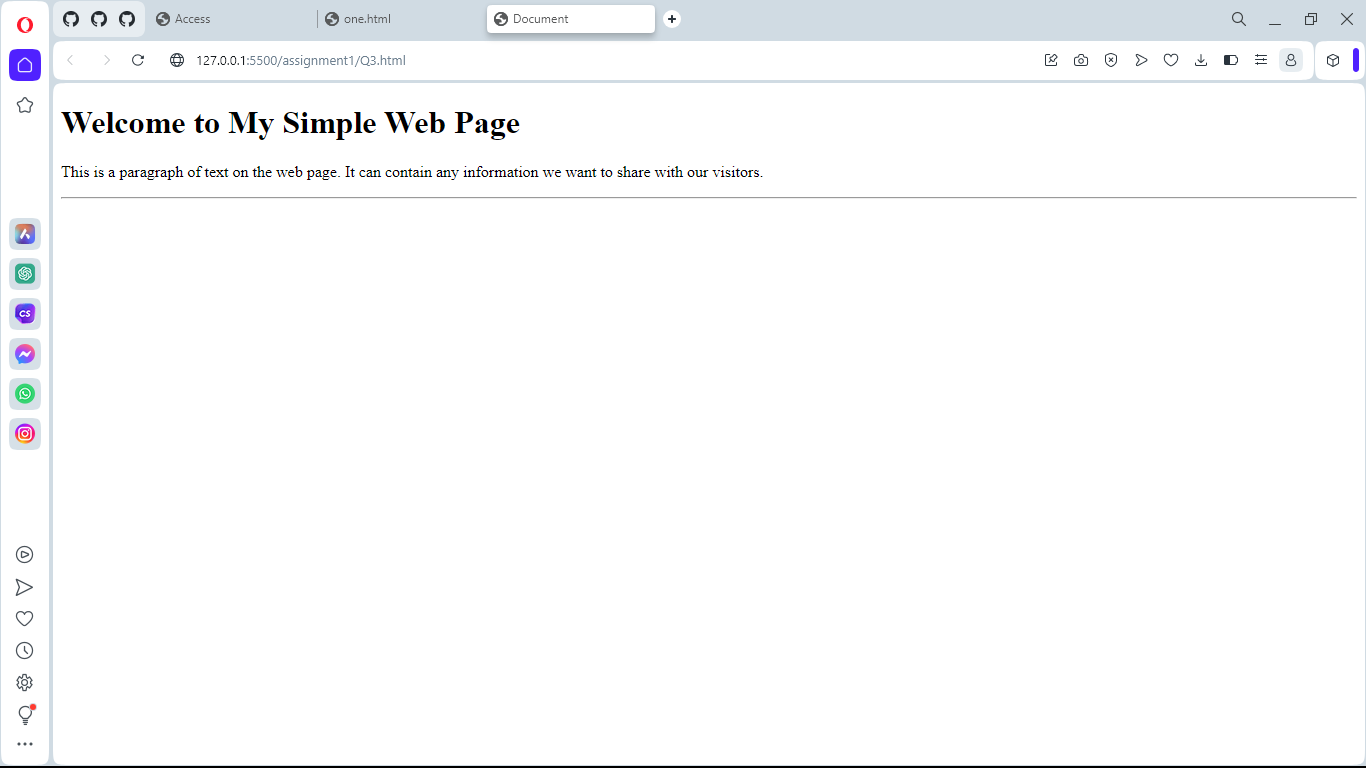 Access
one.html
Document
127.0.0.1:5500/assignment1/Q3.html
Welcome to My Simple Web Page
This is a paragraph of text on the web page. It can contain any information we want to share with our visitors.
CS